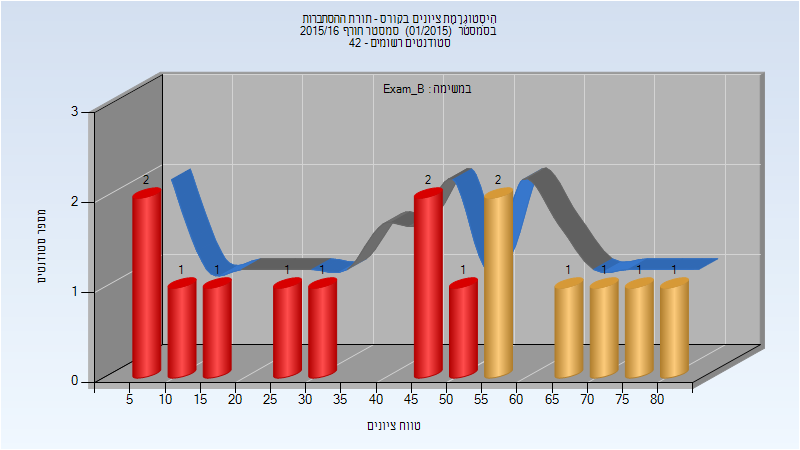 היסטוגרמת ציונים בקורס - תורת ההסתברות
בסמסטר (01/2015) סמסטר חורף 2015/16
סטודנטים רשומים - 42
במשימה : Exam_B
3
2
1
0
מספר סטודנטים
2 1 1 1 1 2 1 2 1 1 1 1
5 10 15 20 25 30 35 40 45 50 55 60 65 70 75 80
טווח ציונים